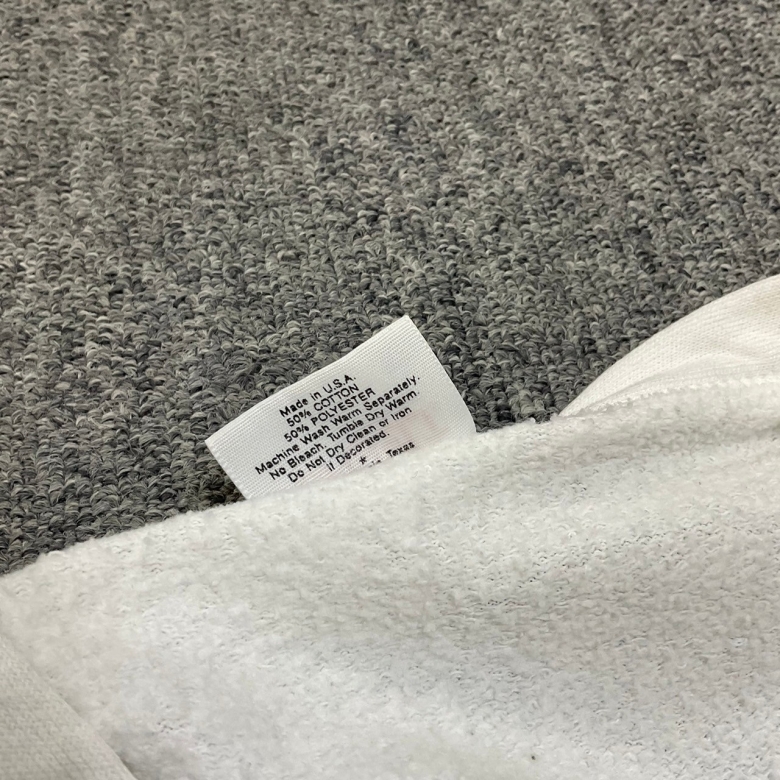 Made in U.S.A.
50% COTTON
50% POLYESTER
Machine Wash Warm Separately.
No Bleach. Tumble Dry Warm.
Do Not Dry Clean or Iron
if Decorated.
*
Texas